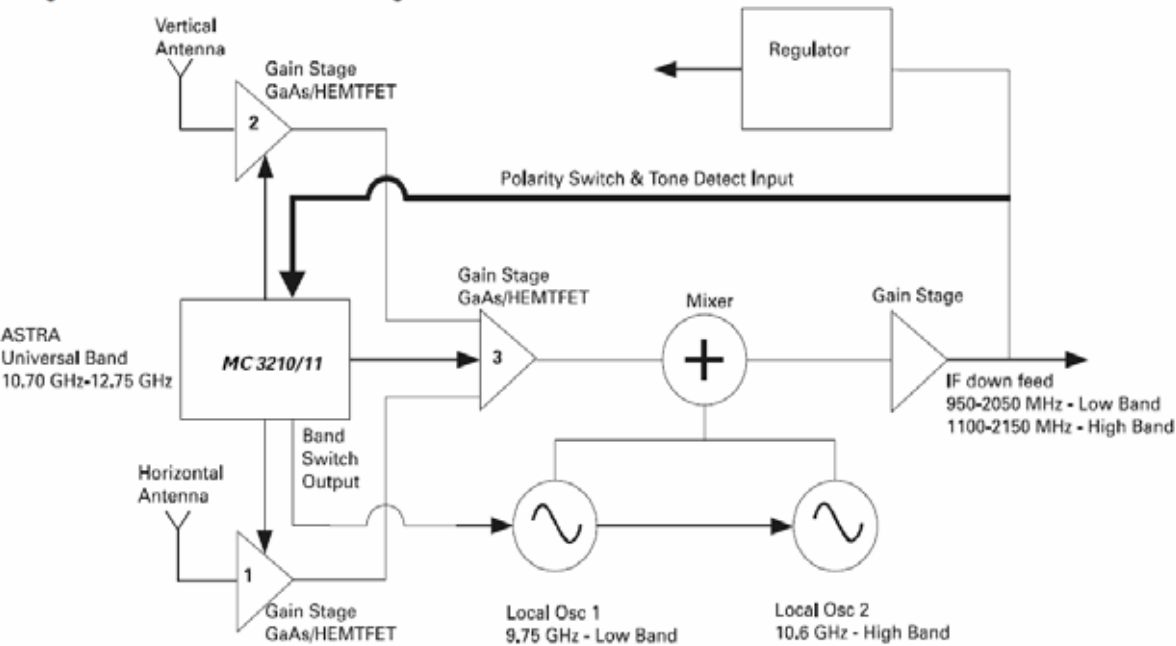 Vertical
Antenna
Gain Stage
GaAs/HEMTFET
2
Regulator
Polarity Switch & Tone Detect Input
Gain Stage
GaAs/HEMTFET
Mixer
Gain Stage
ASTRA
Universal Band
10.70 GHz-12.75 GHz
MC 3210/11
3
+
IF down feed
950-2050 MHz - Low Band
1100-2150 MHz - High Band
Band
Switch
Output
Horizontal
Antenna
1
Gain Stage
GaAs/HEMTFET
Local Osc 1
9.75 GHz - Low Band
Local Osc 2
10.6 GHz - High Band